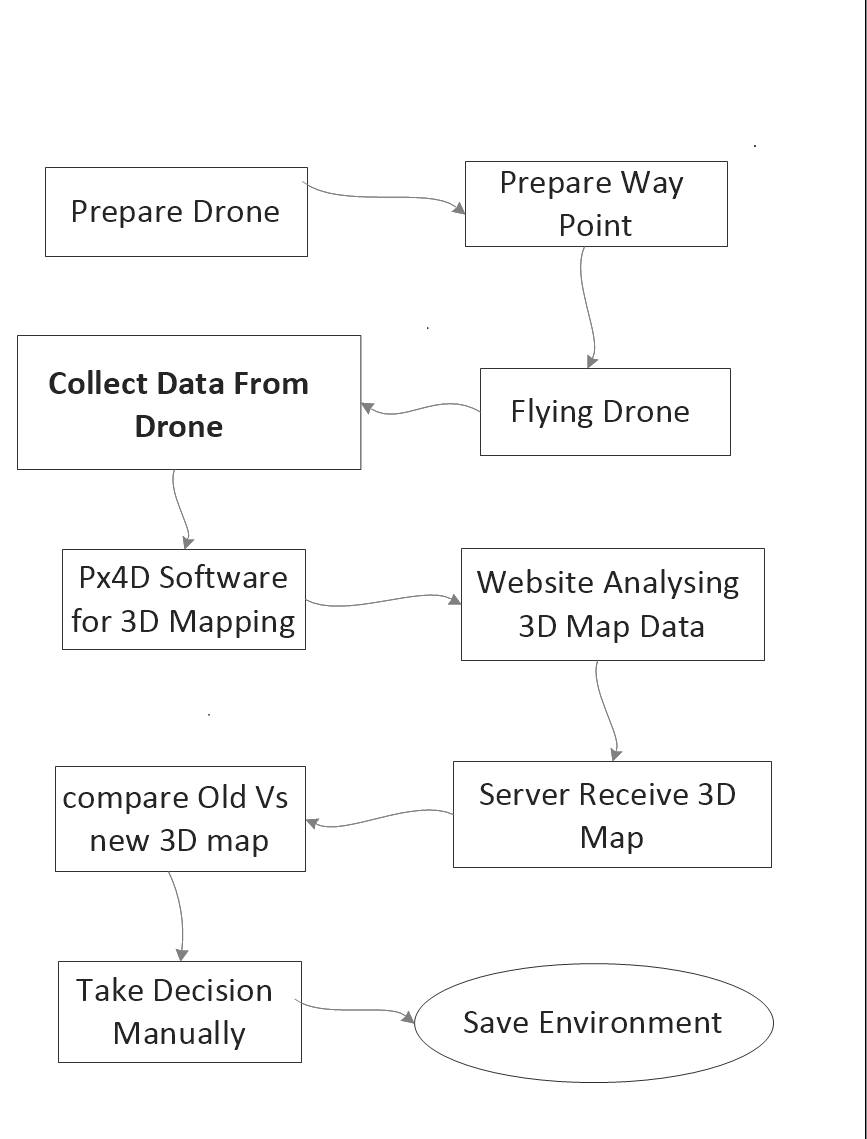 Prepare Drone
Prepare Way
Point
Flying Drone
Collect Data From
Drone
Px4D Software
for 3D Mapping
Website Analysing
3D Map Data
Server Receive 3D
Map
compare Old Vs
new 3D map
Take Decision
Manually
Save Environment